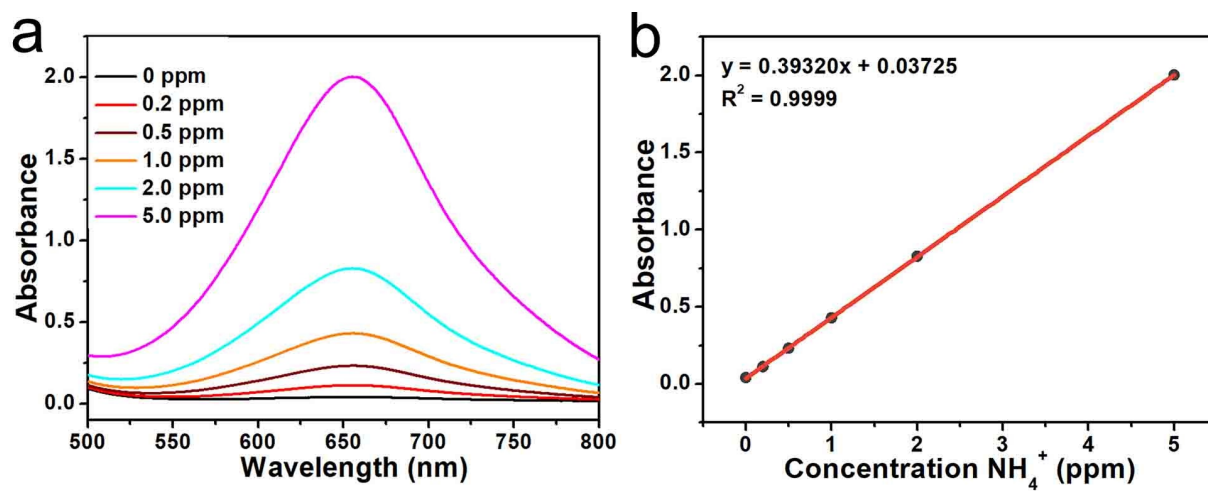 a
Absorbance
2.0
1.5
1.0
0.5
0.0
0 ppm
0.2 ppm
0.5 ppm
1.0 ppm
2.0 ppm
5.0 ppm
500 550 600 650 700 750 800
Wavelength (nm)
b
Absorbance
2.0
1.5
1.0
0.5
0.0
y = 0.39320x + 0.03725
R² = 0.9999
0 1 2 3 4 5
Concentration NH₄⁺ (ppm)